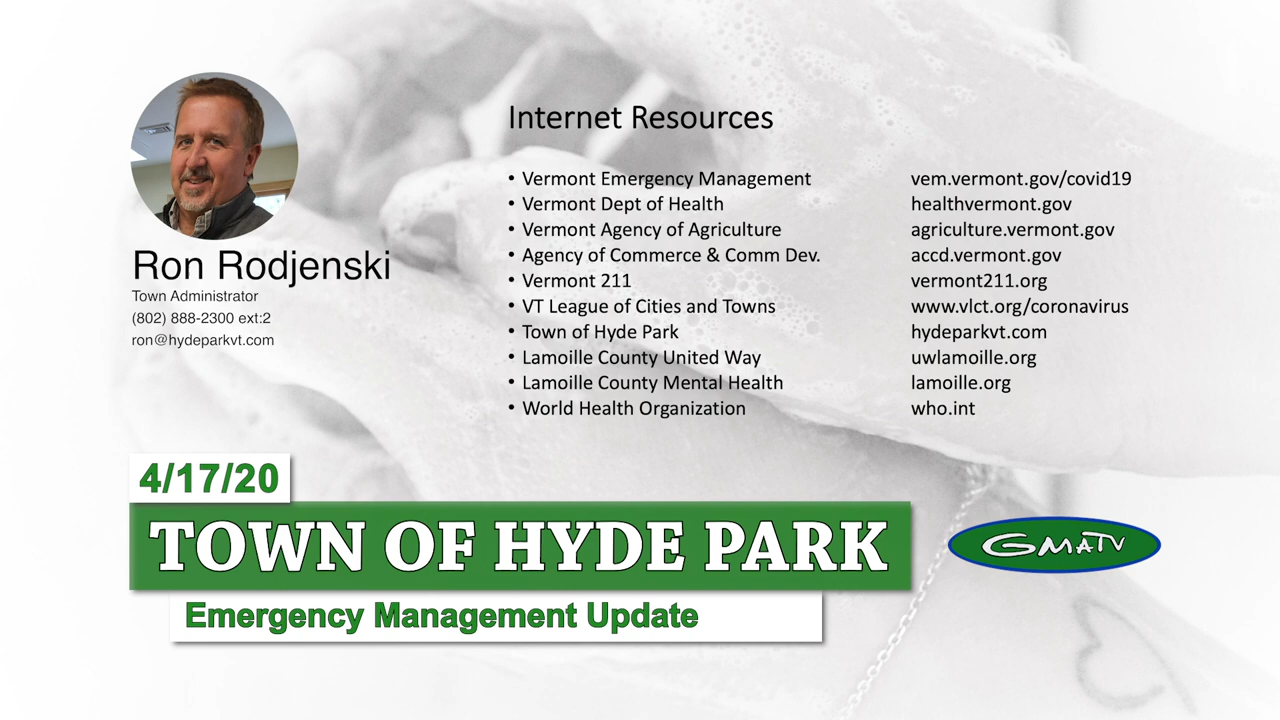 Ron Rodjenski
Town Administrator
(802) 888-2300 ext:2
ron@hydeparkvt.com
Internet Resources
• Vermont Emergency Management vem.vermont.gov/covid19
• Vermont Dept of Health healthvermont.gov
• Vermont Agency of Agriculture agriculture.vermont.gov
• Agency of Commerce & Comm Dev. accd.vermont.gov
• Vermont 211 vermont211.org
• VT League of Cities and Towns www.vlct.org/coronavirus
• Town of Hyde Park hydeparkvt.com
• Lamoille County United Way uwlamoille.org
• Lamoille County Mental Health lamoille.org
• World Health Organization who.int
4/17/20
TOWN OF HYDE PARK
GMATV
Emergency Management Update